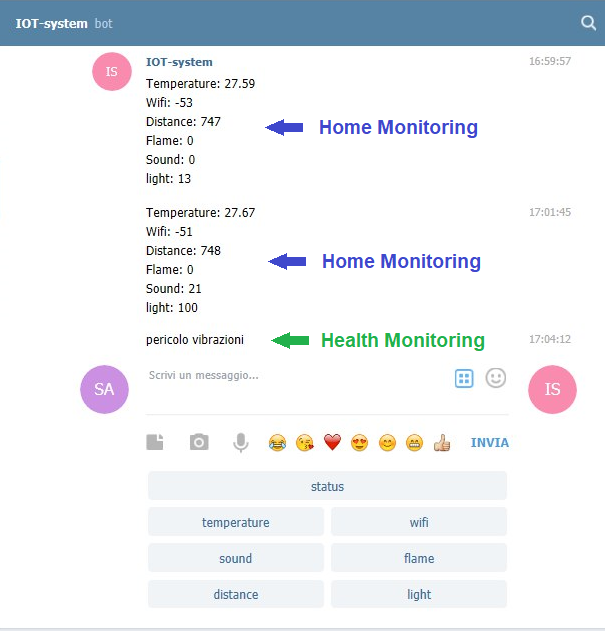 IOT-system bot
IS
IOT-system 16:59:57
Temperature: 27.59
Wifi: -53
Distance: 747
Home Monitoring
Flame: 0
Sound: 0
light: 13
Temperature: 27.67 17:01:45
Wifi: -51
Distance: 748
Home Monitoring
Flame: 0
Sound: 21
light: 100
pericolo vibrazioni Health Monitoring 17:04:12
SA
Scrivi un messaggio...
IS
INVIA
status
temperature wifi
sound flame
distance light